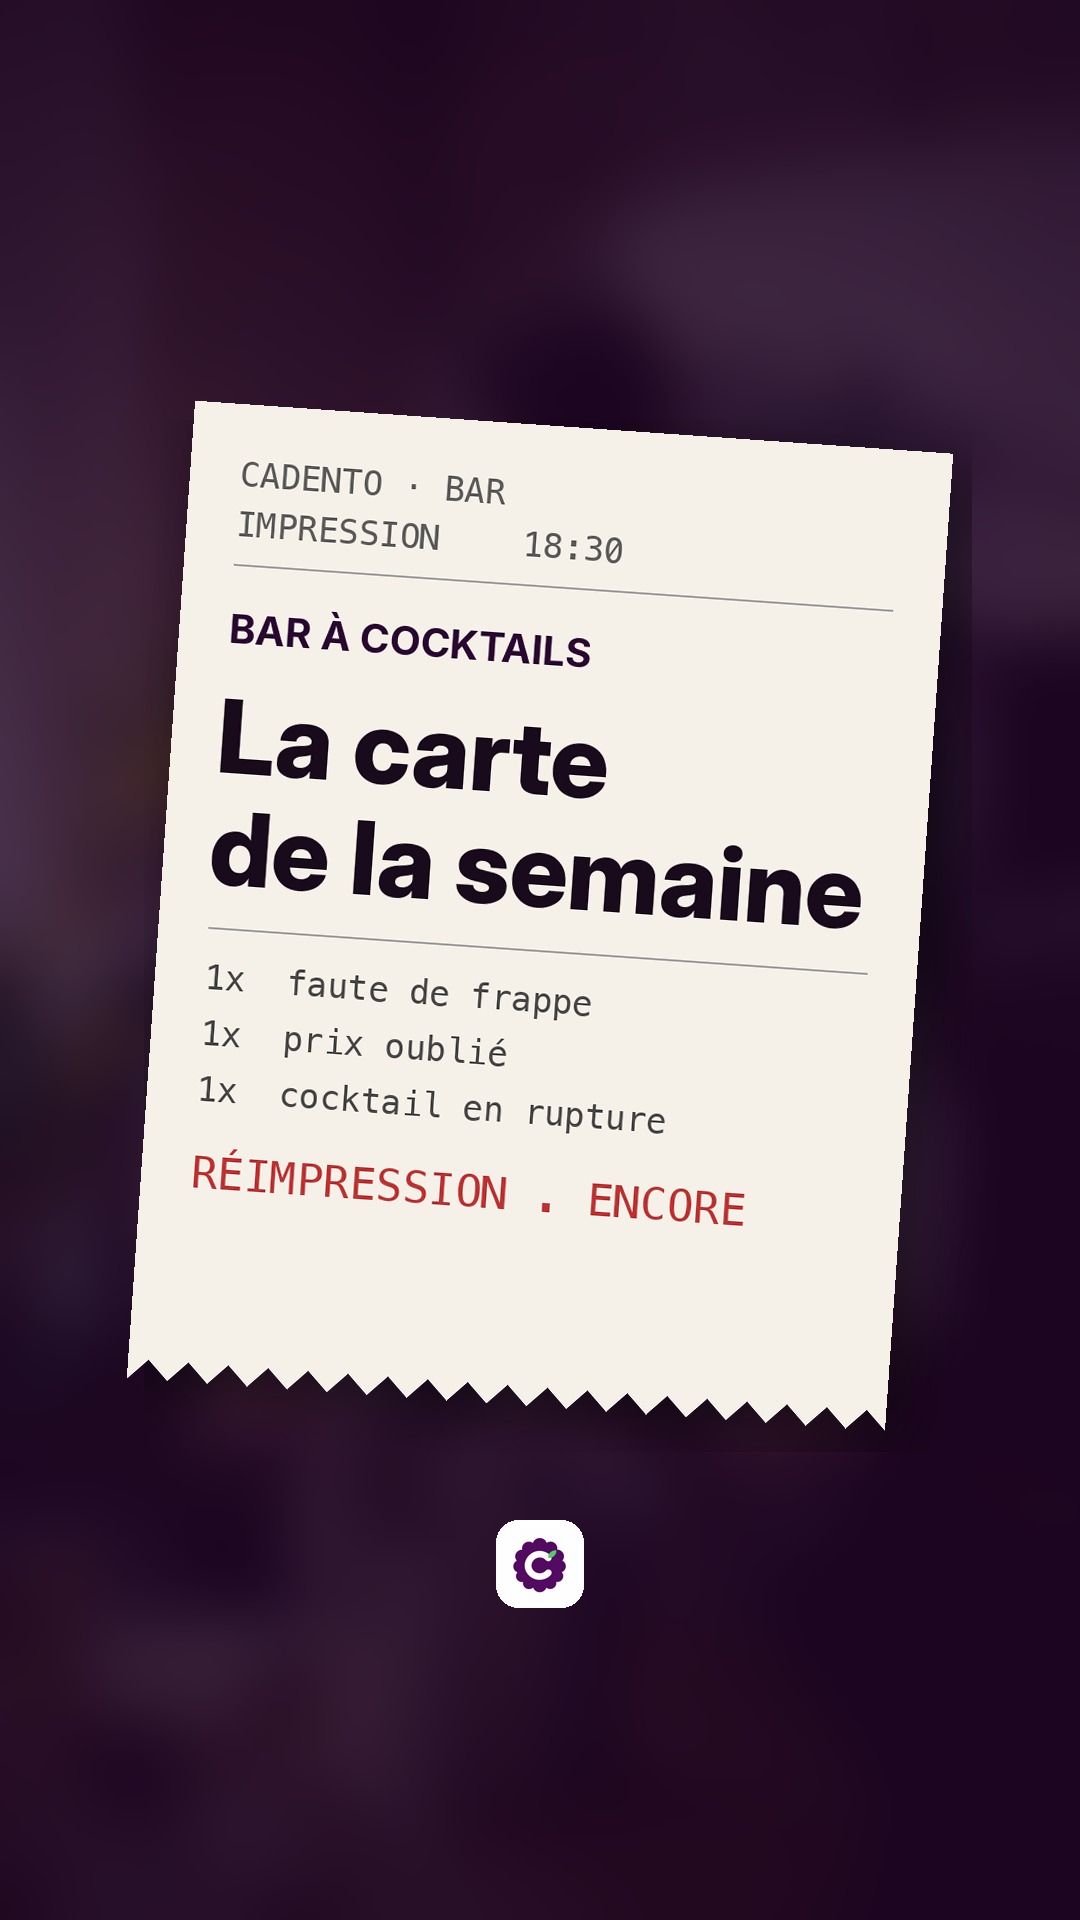 CADENTO · BAR
IMPRESSION 18:30
BAR À COCKTAILS
La carte
de la semaine
1x faute de frappe
1x prix oublié
1x cocktail en rupture
RÉIMPRESSION . ENCORE